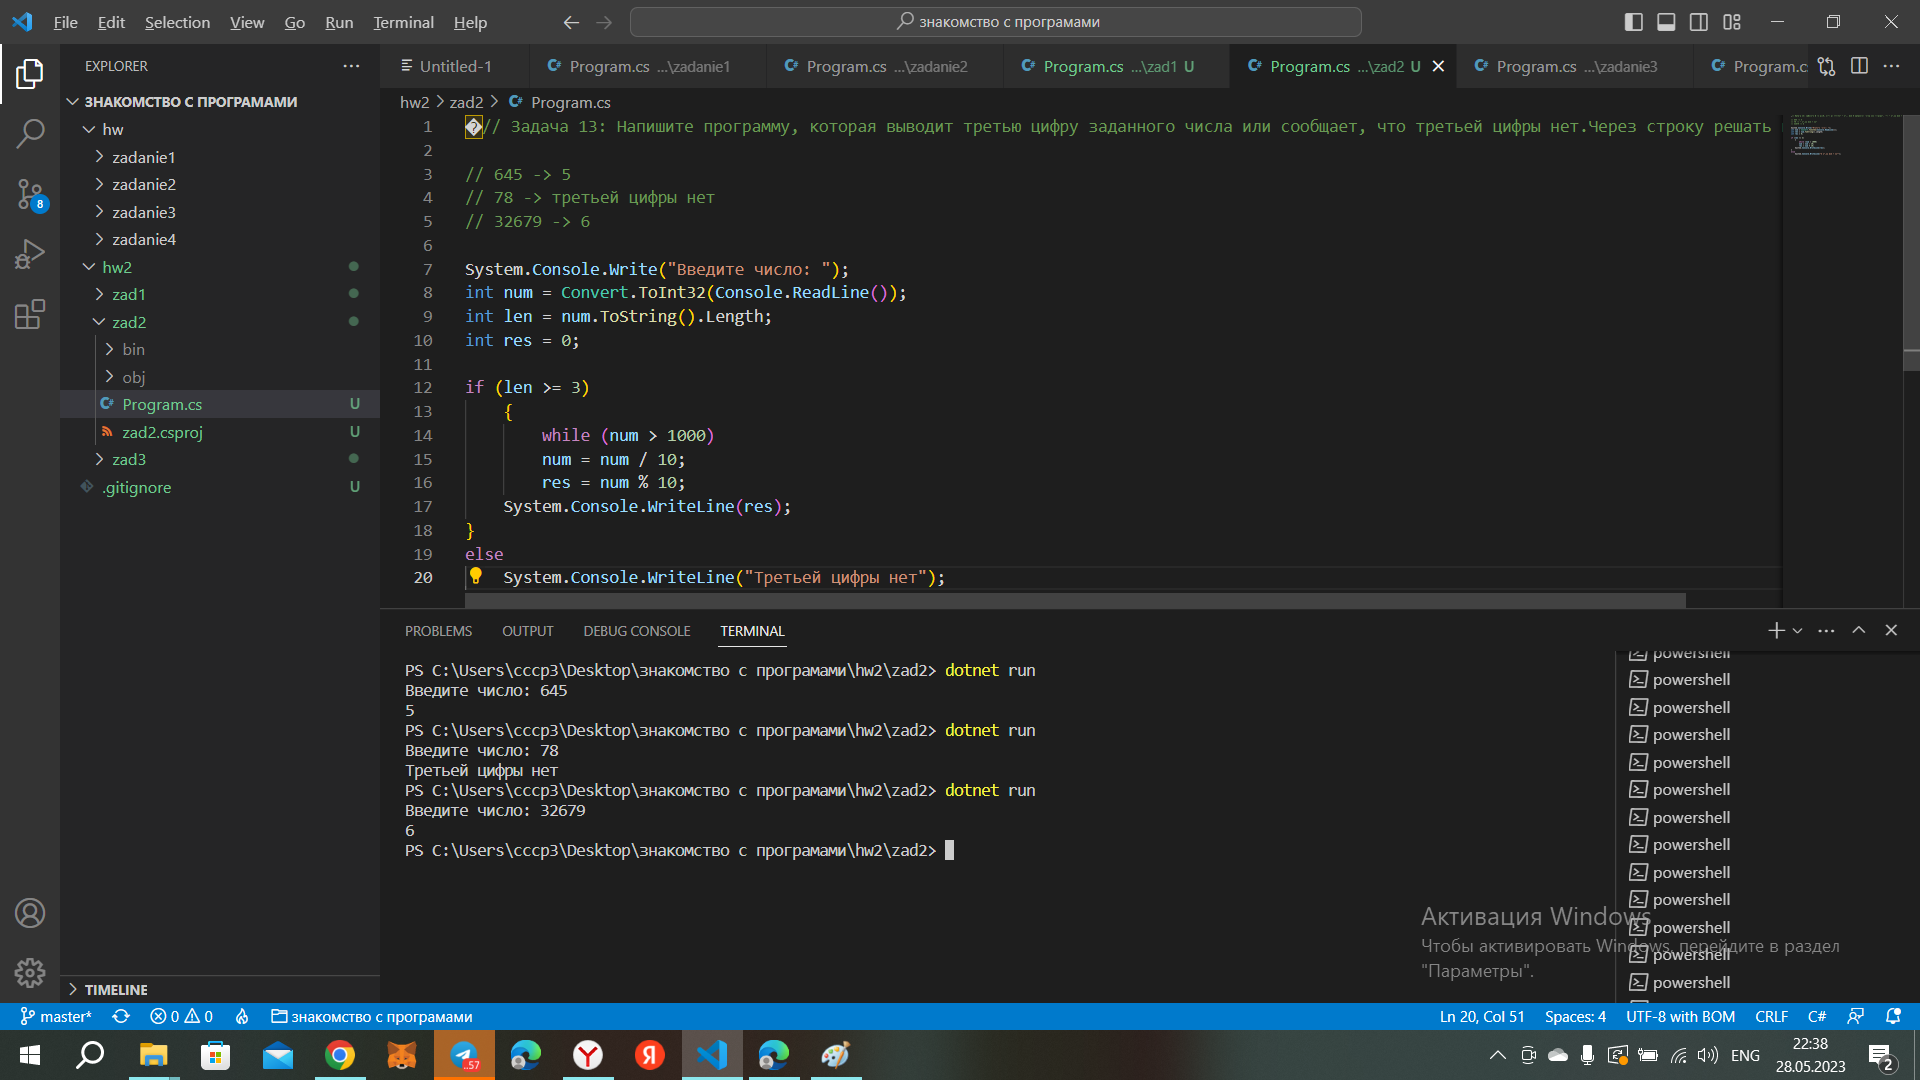 File Edit Selection View Go Run Terminal Help
знакомство с програмами
EXPLORER
Untitled-1
Program.cs ...\zadanie1
Program.cs ...\zadanie2
Program.cs ...\zad1 U
Program.cs ...\zad2 U
Program.cs ...\zadanie3
Program.c
ЗНАКОМСТВО С ПРОГРАМАМИ
hw
zadanie1
zadanie2
zadanie3
zadanie4
hw2
zad1
zad2
bin
obj
Program.cs U
zad2.csproj U
zad3
.gitignore U
TIMELINE
hw2 > zad2 > Program.cs
1 �// Задача 13: Напишите программу, которая выводит третью цифру заданного числа или сообщает, что третьей цифры нет.Через строку решать
2
3 // 645 -> 5
4 // 78 -> третьей цифры нет
5 // 32679 -> 6
6
7 System.Console.Write("Введите число: ");
8 int num = Convert.ToInt32(Console.ReadLine());
9 int len = num.ToString().Length;
10 int res = 0;
11
12 if (len >= 3)
13 {
14 while (num > 1000)
15 num = num / 10;
16 res = num % 10;
17 System.Console.WriteLine(res);
18 }
19 else
20 System.Console.WriteLine("Третьей цифры нет");
PROBLEMS OUTPUT DEBUG CONSOLE TERMINAL
PS C:\Users\cccp3\Desktop\знакомство с програмами\hw2\zad2> dotnet run
Введите число: 645
5
PS C:\Users\cccp3\Desktop\знакомство с програмами\hw2\zad2> dotnet run
Введите число: 78
Третьей цифры нет
PS C:\Users\cccp3\Desktop\знакомство с програмами\hw2\zad2> dotnet run
Введите число: 32679
6
PS C:\Users\cccp3\Desktop\знакомство с програмами\hw2\zad2>
powershell
powershell
powershell
powershell
powershell
powershell
powershell
powershell
powershell
powershell
powershell
powershell
powershell
Активация Windows
Чтобы активировать Windows, перейдите в раздел
"Параметры".
8
master* 0 0 знакомство с програмами
Ln 20, Col 51 Spaces: 4 UTF-8 with BOM CRLF C#
..57
ENG
22:38
28.05.2023
2